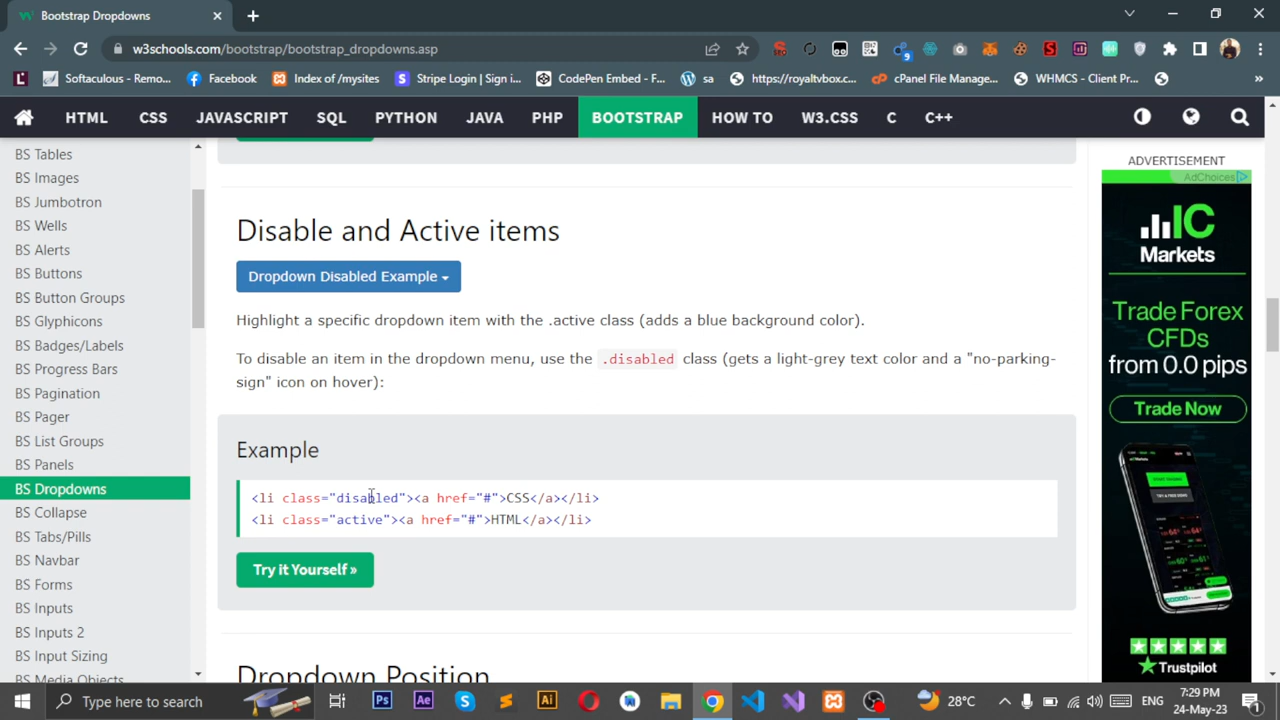 Bootstrap Dropdowns
w3schools.com/bootstrap/bootstrap_dropdowns.asp
9
Softaculous - Remo...
Facebook
Index of /mysites
Stripe Login | Sign i...
CodePen Embed - F...
sa
https://royaltvbox.c...
cPanel File Manage...
WHMCS - Client Pr...
HTML
CSS
JAVASCRIPT
SQL
PYTHON
JAVA
PHP
BOOTSTRAP
HOW TO
W3.CSS
C
C++
BS Tables
BS Images
BS Jumbotron
BS Wells
BS Alerts
BS Buttons
BS Button Groups
BS Glyphicons
BS Badges/Labels
BS Progress Bars
BS Pagination
BS Pager
BS List Groups
BS Panels
BS Dropdowns
BS Collapse
BS Tabs/Pills
BS Navbar
BS Forms
BS Inputs
BS Inputs 2
BS Input Sizing
BS Media Objects
Disable and Active items
Dropdown Disabled Example
Highlight a specific dropdown item with the .active class (adds a blue background color).
To disable an item in the dropdown menu, use the .disabled class (gets a light-grey text color and a "no-parking-
sign" icon on hover):
Example
<li class="disabled"><a href="#">CSS</a></li>
<li class="active"><a href="#">HTML</a></li>
Try it Yourself »
Dropdown Position
ADVERTISEMENT
AdChoices
IC
Markets
Trade Forex
CFDs
from 0.0 pips
Trade Now
Trustpilot
Type here to search
Ps
Ae
Ai
28°C
ENG
7:29 PM
24-May-23
1